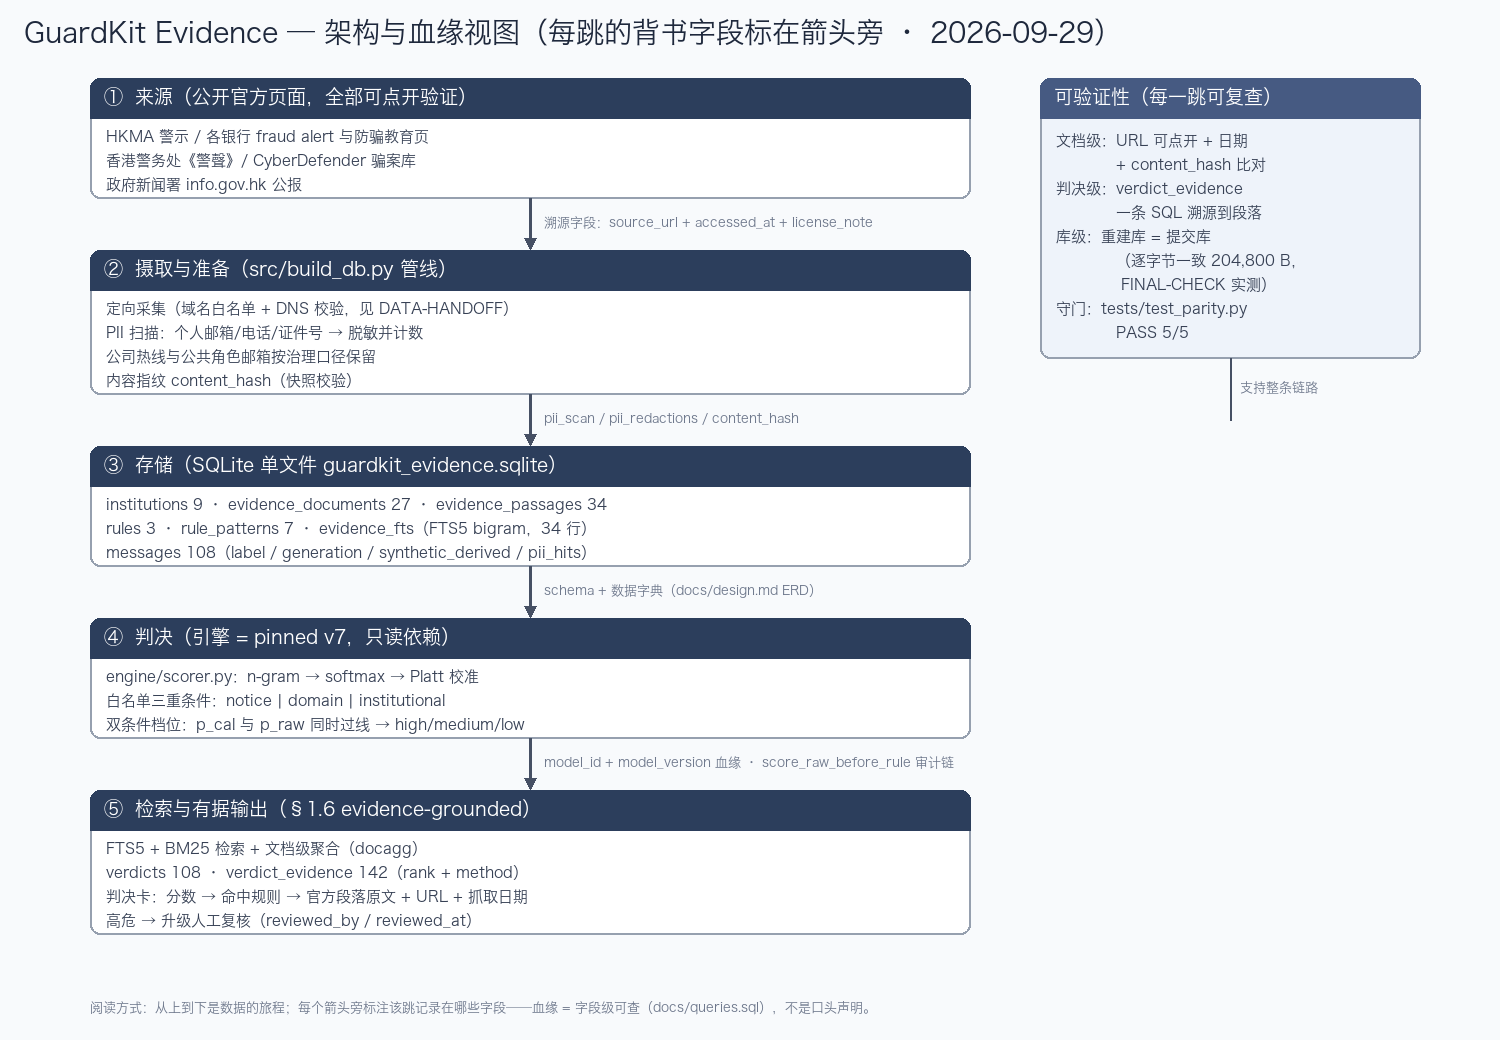 GuardKit Evidence — 架构与血缘视图（每跳的背书字段标在箭头旁 · 2026-09-29）
① 来源（公开官方页面，全部可点开验证）
HKMA 警示 / 各银行 fraud alert 与防骗教育页
香港警务处《警聲》/ CyberDefender 骗案库
政府新闻署 info.gov.hk 公报
溯源字段：source_url + accessed_at + license_note
② 摄取与准备（src/build_db.py 管线）
定向采集（域名白名单 + DNS 校验，见 DATA-HANDOFF）
PII 扫描：个人邮箱/电话/证件号 → 脱敏并计数
公司热线与公共角色邮箱按治理口径保留
内容指纹 content_hash（快照校验）
pii_scan / pii_redactions / content_hash
③ 存储（SQLite 单文件 guardkit_evidence.sqlite）
institutions 9 · evidence_documents 27 · evidence_passages 34
rules 3 · rule_patterns 7 · evidence_fts（FTS5 bigram，34 行）
messages 108（label / generation / synthetic_derived / pii_hits）
schema + 数据字典（docs/design.md ERD）
④ 判决（引擎 = pinned v7，只读依赖）
engine/scorer.py：n-gram → softmax → Platt 校准
白名单三重条件：notice | domain | institutional
双条件档位：p_cal 与 p_raw 同时过线 → high/medium/low
model_id + model_version 血缘 · score_raw_before_rule 审计链
⑤ 检索与有据输出（§1.6 evidence-grounded）
FTS5 + BM25 检索 + 文档级聚合（docagg）
verdicts 108 · verdict_evidence 142（rank + method）
判决卡：分数 → 命中规则 → 官方段落原文 + URL + 抓取日期
高危 → 升级人工复核（reviewed_by / reviewed_at）
可验证性（每一跳可复查）
文档级：URL 可点开 + 日期
+ content_hash 比对
判决级：verdict_evidence
一条 SQL 溯源到段落
库级：重建库 = 提交库
（逐字节一致 204,800 B，
FINAL-CHECK 实测）
守门：tests/test_parity.py
PASS 5/5
支持整条链路
阅读方式：从上到下是数据的旅程；每个箭头旁标注该跳记录在哪些字段——血缘 = 字段级可查（docs/queries.sql），不是口头声明。